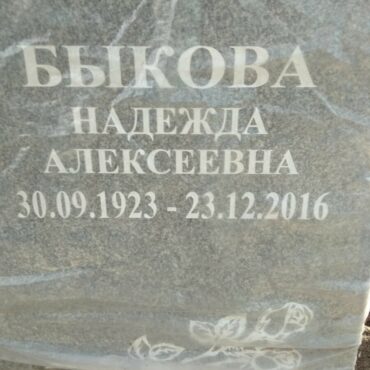 БЫКОВА
НАДЕЖДА
АЛЕКСЕЕВНА
30.09.1923 - 23.12.2016